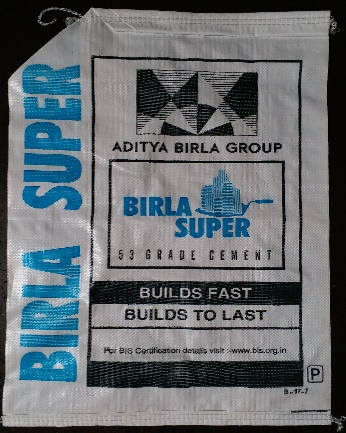 BIRLA SUPER
ADITYA BIRLA GROUP
BIRLA
SUPER
53 GRADE CEMENT
BUILDS FAST
BUILDS TO LAST
For BIS Certification details visit :-www.bis.org.in
P